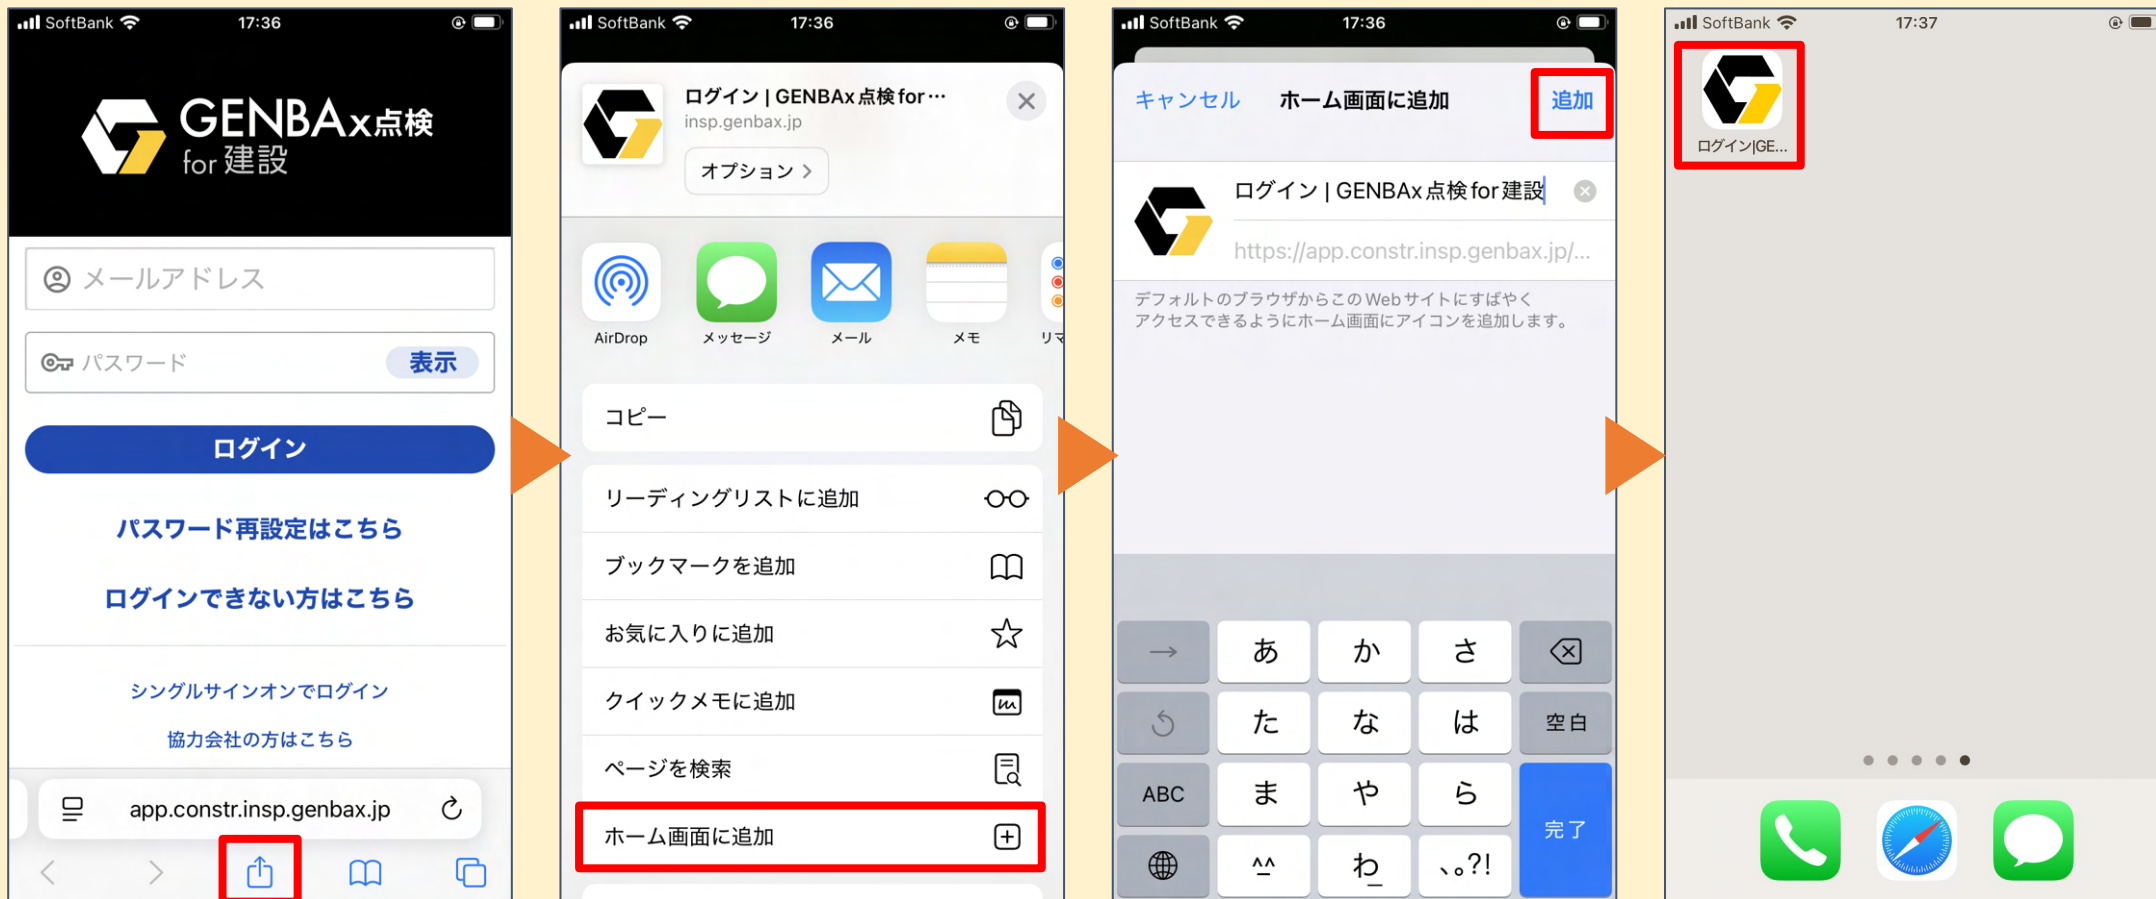 SoftBank 17:36
GENBAx点検
for 建設
メールアドレス
パスワード 表示
ログイン
パスワード再設定はこちら
ログインできない方はこちら
シングルサインオンでログイン
協力会社の方はこちら
app.constr.insp.genbax.jp
SoftBank 17:36
ログイン | GENBAx点検 for…
insp.genbax.jp
オプション
AirDrop メッセージ メール メモ
コピー
リーディングリストに追加
ブックマークを追加
お気に入りに追加
クイックメモに追加
ページを検索
ホーム画面に追加
SoftBank 17:36
キャンセル ホーム画面に追加 追加
ログイン | GENBAx点検 for 建設
https://app.constr.insp.genbax.jp/...
デフォルトのブラウザからこのWebサイトにすばやく
アクセスできるようにホーム画面にアイコンを追加します。
→ あ か さ
た な は 空白
ABC ま や ら 完了
^^ わ 、。?!
SoftBank 17:37
ログイン|GE...